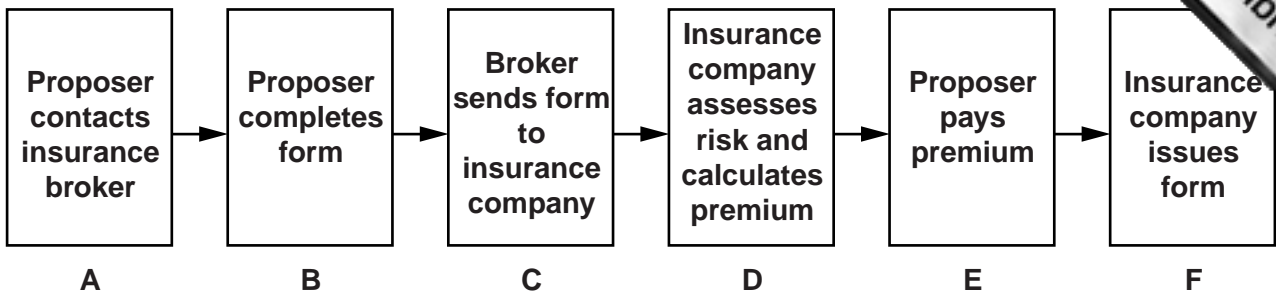 Proposer
contacts
insurance
broker
Proposer
completes
form
Broker
sends form
to
insurance
company
Insurance
company
assesses
risk and
calculates
premium
Proposer
pays
premium
Insurance
company
issues
form
A
B
C
D
E
F